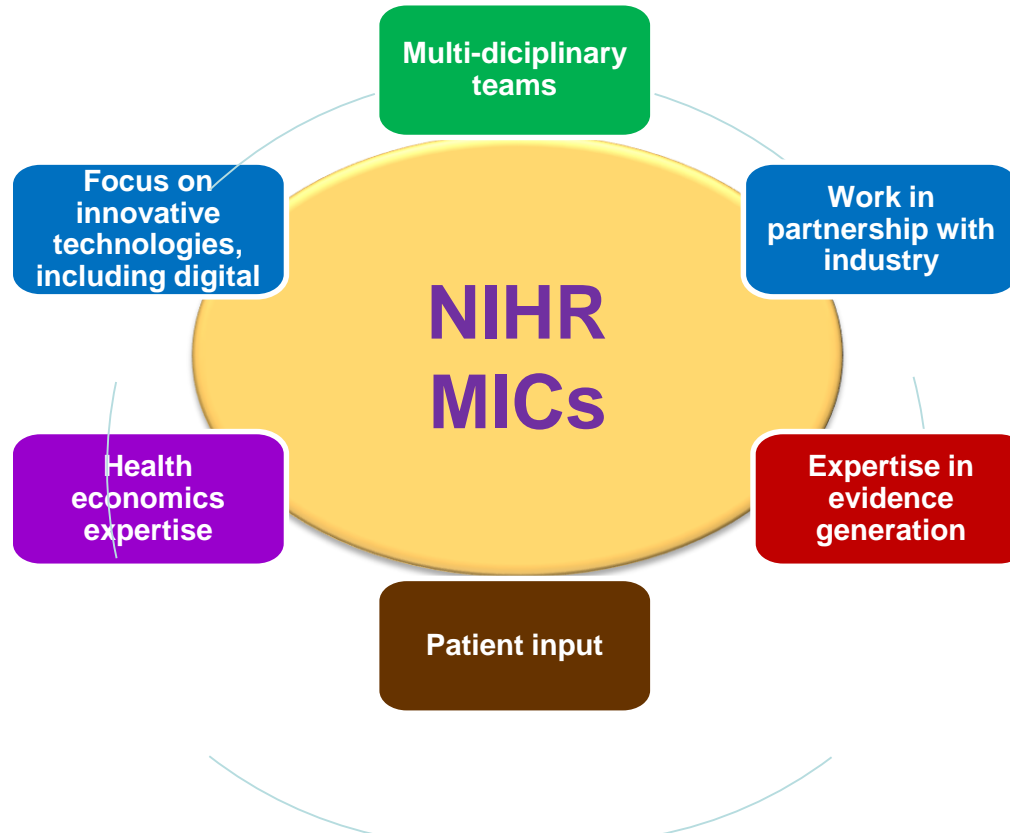 Multi-diciplinary
teams
Focus on
innovative
technologies,
including digital
Work in
partnership with
industry
NIHR
MICs
Health
economics
expertise
Expertise in
evidence
generation
Patient input